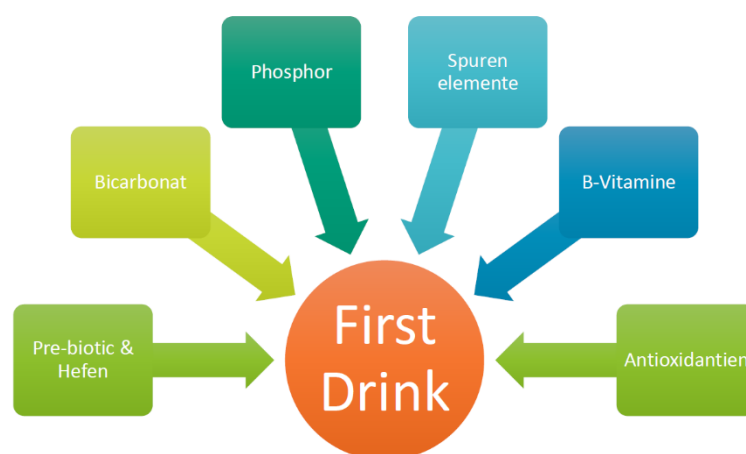 Phosphor
Spuren
elemente
Bicarbonat
B-Vitamine
Pre-biotic &
Hefen
First
Drink
Antioxidantien